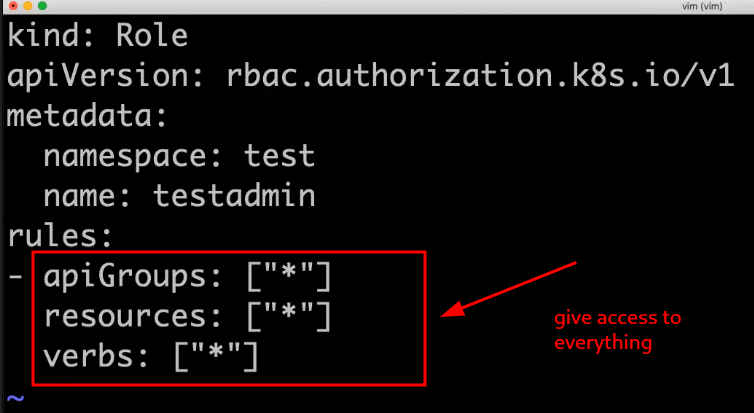 vim (vim)
kind: Role
apiVersion: rbac.authorization.k8s.io/v1
metadata:
  namespace: test
  name: testadmin
rules:
- apiGroups: ["*"]
  resources: ["*"]
  verbs: ["*"]
~
give access to
everything